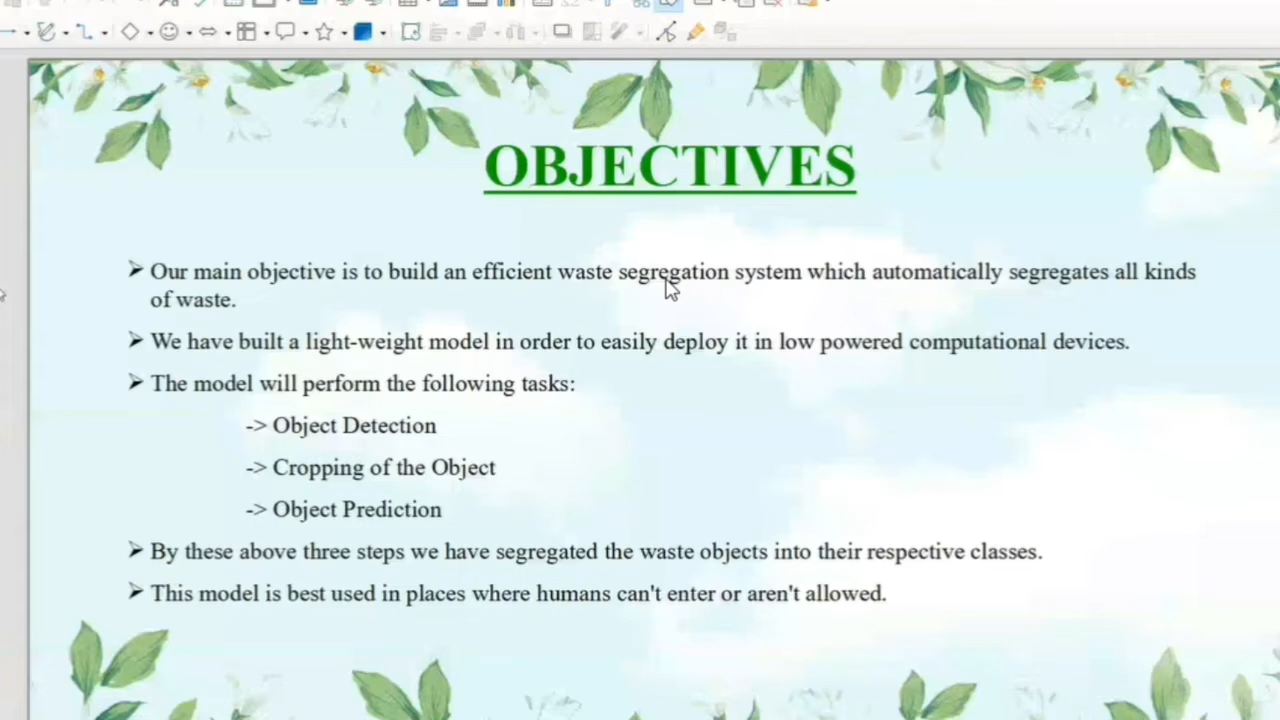 OBJECTIVES
➢ Our main objective is to build an efficient waste segregation system which automatically segregates all kinds
of waste.
➢ We have built a light-weight model in order to easily deploy it in low powered computational devices.
➢ The model will perform the following tasks:
-> Object Detection
-> Cropping of the Object
-> Object Prediction
➢ By these above three steps we have segregated the waste objects into their respective classes.
➢ This model is best used in places where humans can't enter or aren't allowed.